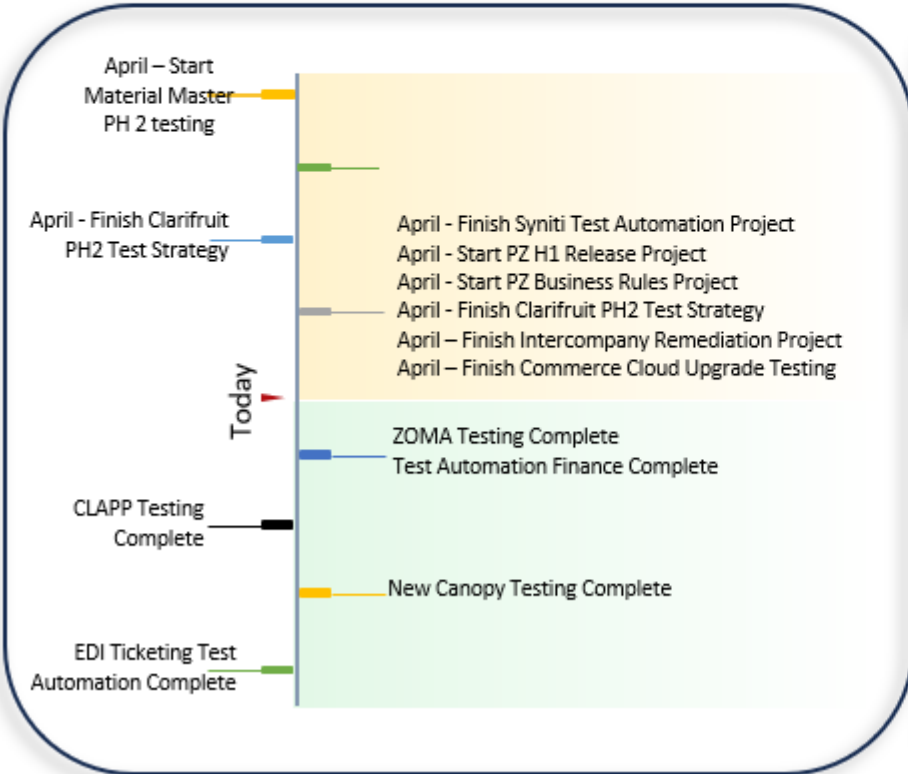 April – Start
Material Master
PH 2 testing
April - Finish Clarifruit
PH2 Test Strategy
April - Finish Syniti Test Automation Project
April - Start PZ H1 Release Project
April - Start PZ Business Rules Project
April - Finish Clarifruit PH2 Test Strategy
April – Finish Intercompany Remediation Project
April – Finish Commerce Cloud Upgrade Testing
Today
ZOMA Testing Complete
Test Automation Finance Complete
CLAPP Testing
Complete
New Canopy Testing Complete
EDI Ticketing Test
Automation Complete